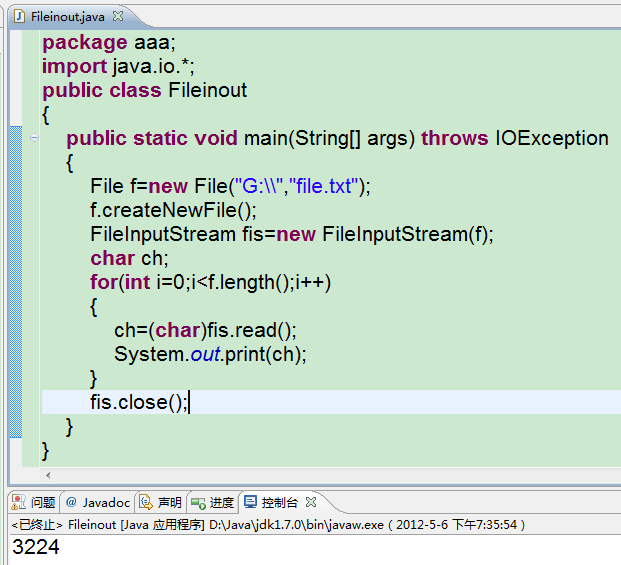 Fileinout.java
package aaa;
import java.io.*;
public class Fileinout
{
public static void main(String[] args) throws IOException
{
File f=new File("G:\\","file.txt");
f.createNewFile();
FileInputStream fis=new FileInputStream(f);
char ch;
for(int i=0;i<f.length();i++)
{
ch=(char)fis.read();
System.out.print(ch);
}
fis.close();
}
}
问题 @ Javadoc 声明 进度 控制台
<已终止> Fileinout [Java 应用程序] D:\Java\jdk1.7.0\bin\javaw.exe ( 2012-5-6 下午7:35:54 )
3224